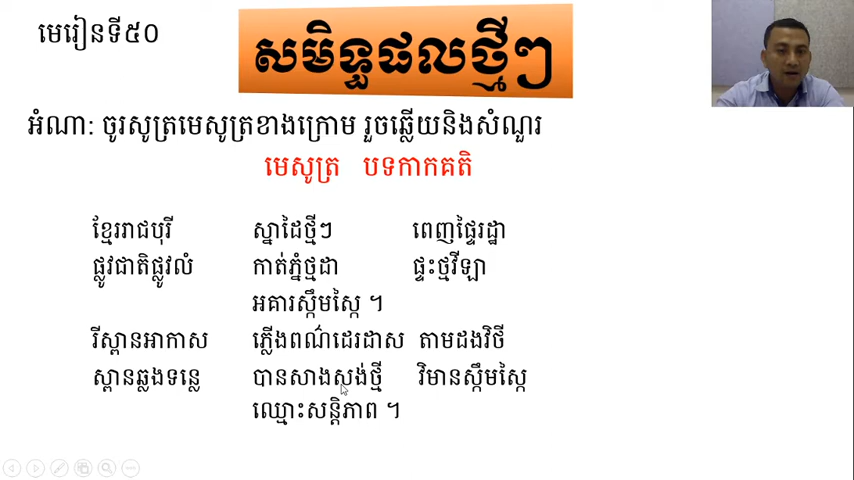 មេរៀនទី៥០
សមិទ្ធផលថ្មីៗ
អំណា: ចូរសូត្រមេសូត្រខាងក្រោម រួចឆ្លើយនិងសំណួរ
មេសូត្រ បទកាកគតិ
ខ្មែររាជបុរី ស្នាដៃថ្មីៗ ពេញផ្ទៃរដ្ឋា
ផ្លូវជាតិផ្លូវលំ កាត់ភ្នំថ្មដា ផ្ទះថ្មវីឡា
អគារស្កឹមស្កៃ ។
រីស្ពានអាកាស ភ្លើងពណ៌ដេរដាស តាមដងវិថី
ស្ពានឆ្លងទន្លេ បានសាងសង់ថ្មី វិមានស្កឹមស្កៃ
ឈ្មោះសន្តិភាព ។